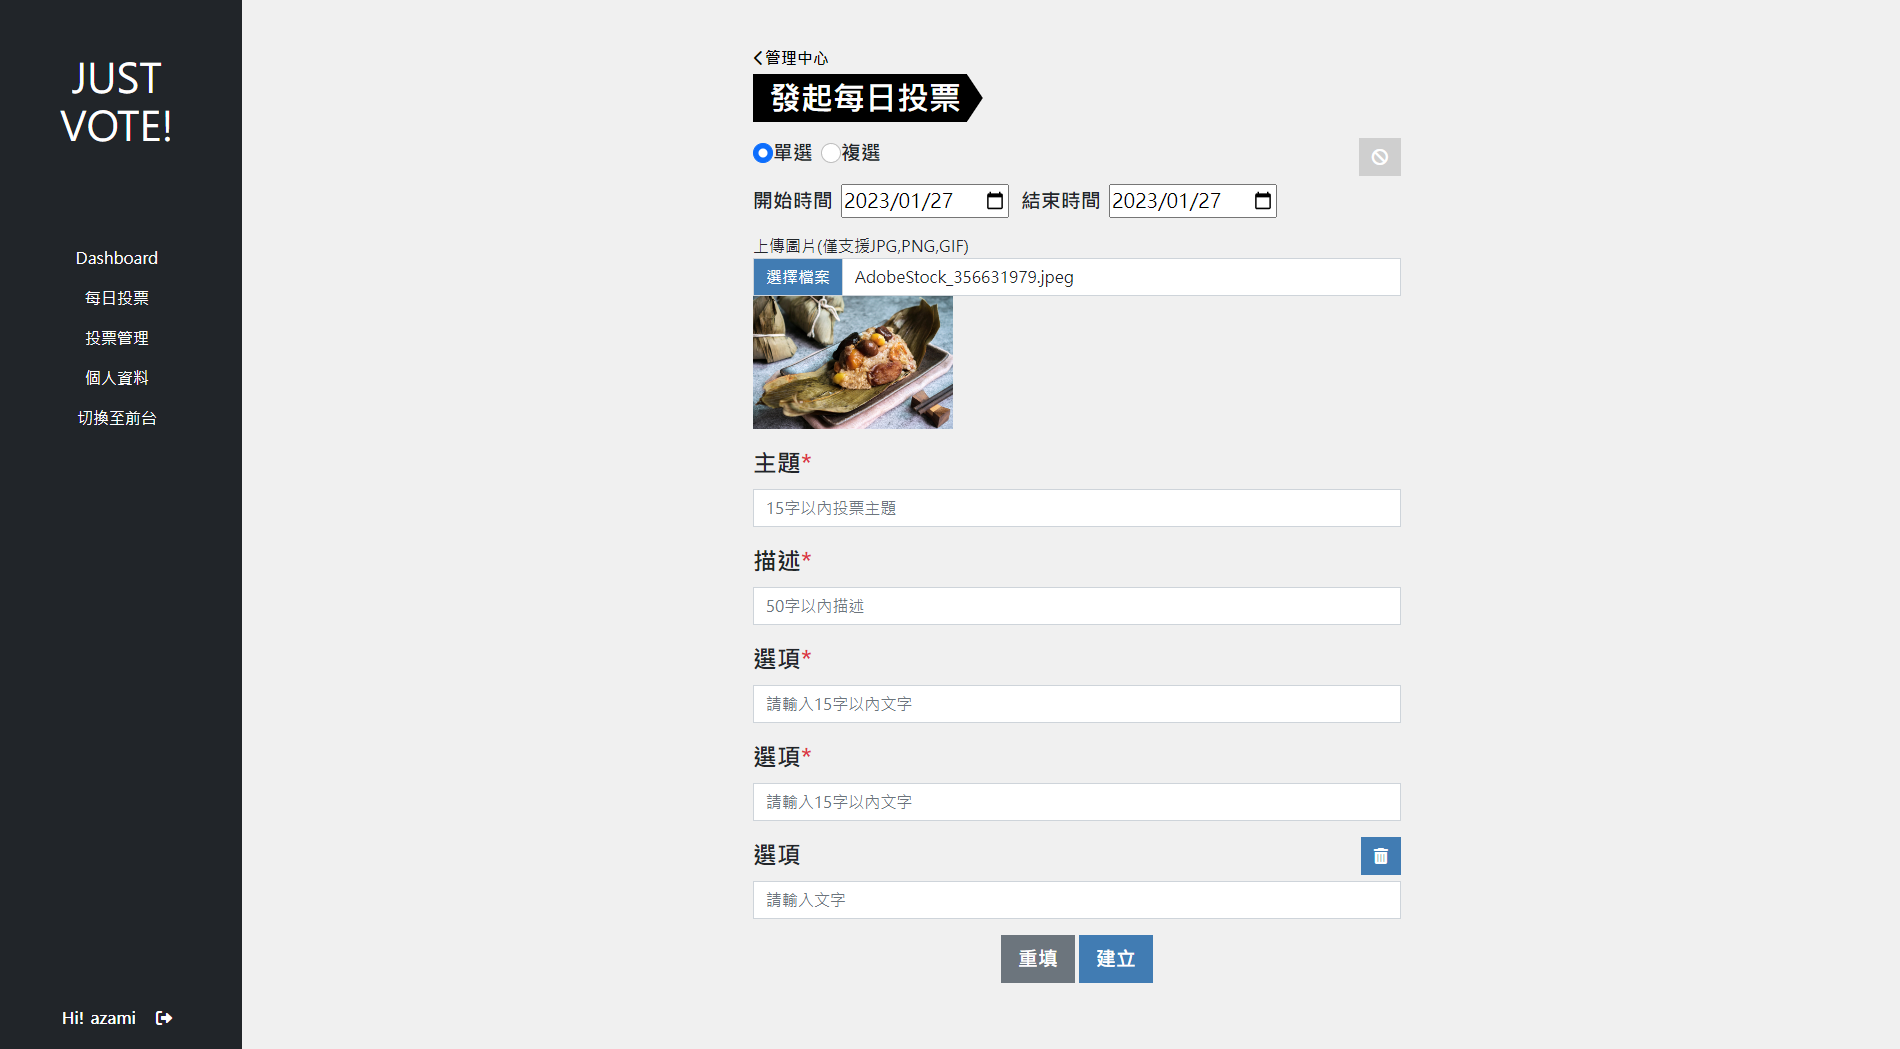 JUST
VOTE!
Dashboard
每日投票
投票管理
個人資料
切換至前台
Hi! azami
管理中心
發起每日投票
單選 複選
開始時間 2023/01/27 結束時間 2023/01/27
上傳圖片(僅支援JPG,PNG,GIF)
選擇檔案 AdobeStock_356631979.jpeg
主題*
15字以內投票主題
描述*
50字以內描述
選項*
請輸入15字以內文字
選項*
請輸入15字以內文字
選項
請輸入文字
重填 建立